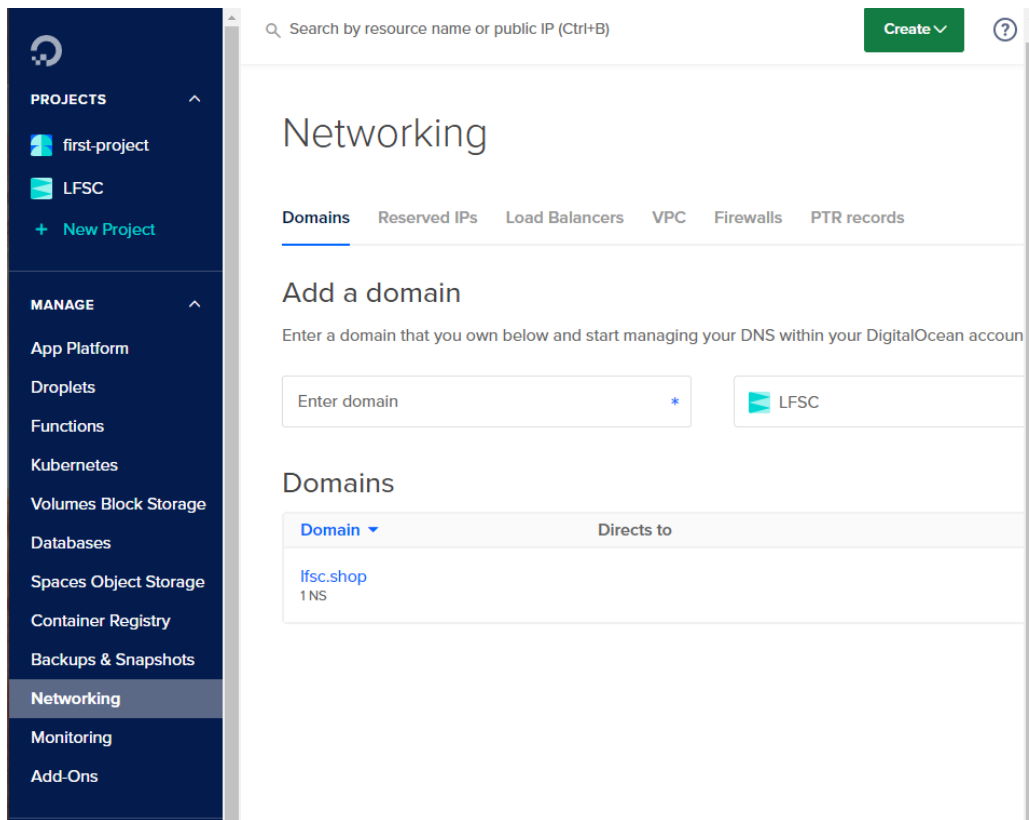 PROJECTS
first-project
LFSC
+ New Project
MANAGE
App Platform
Droplets
Functions
Kubernetes
Volumes Block Storage
Databases
Spaces Object Storage
Container Registry
Backups & Snapshots
Networking
Monitoring
Add-Ons
Search by resource name or public IP (Ctrl+B)
Create
?
Networking
Domains Reserved IPs Load Balancers VPC Firewalls PTR records
Add a domain
Enter a domain that you own below and start managing your DNS within your DigitalOcean accoun
Enter domain *
LFSC
Domains
Domain Directs to
lfsc.shop
1 NS